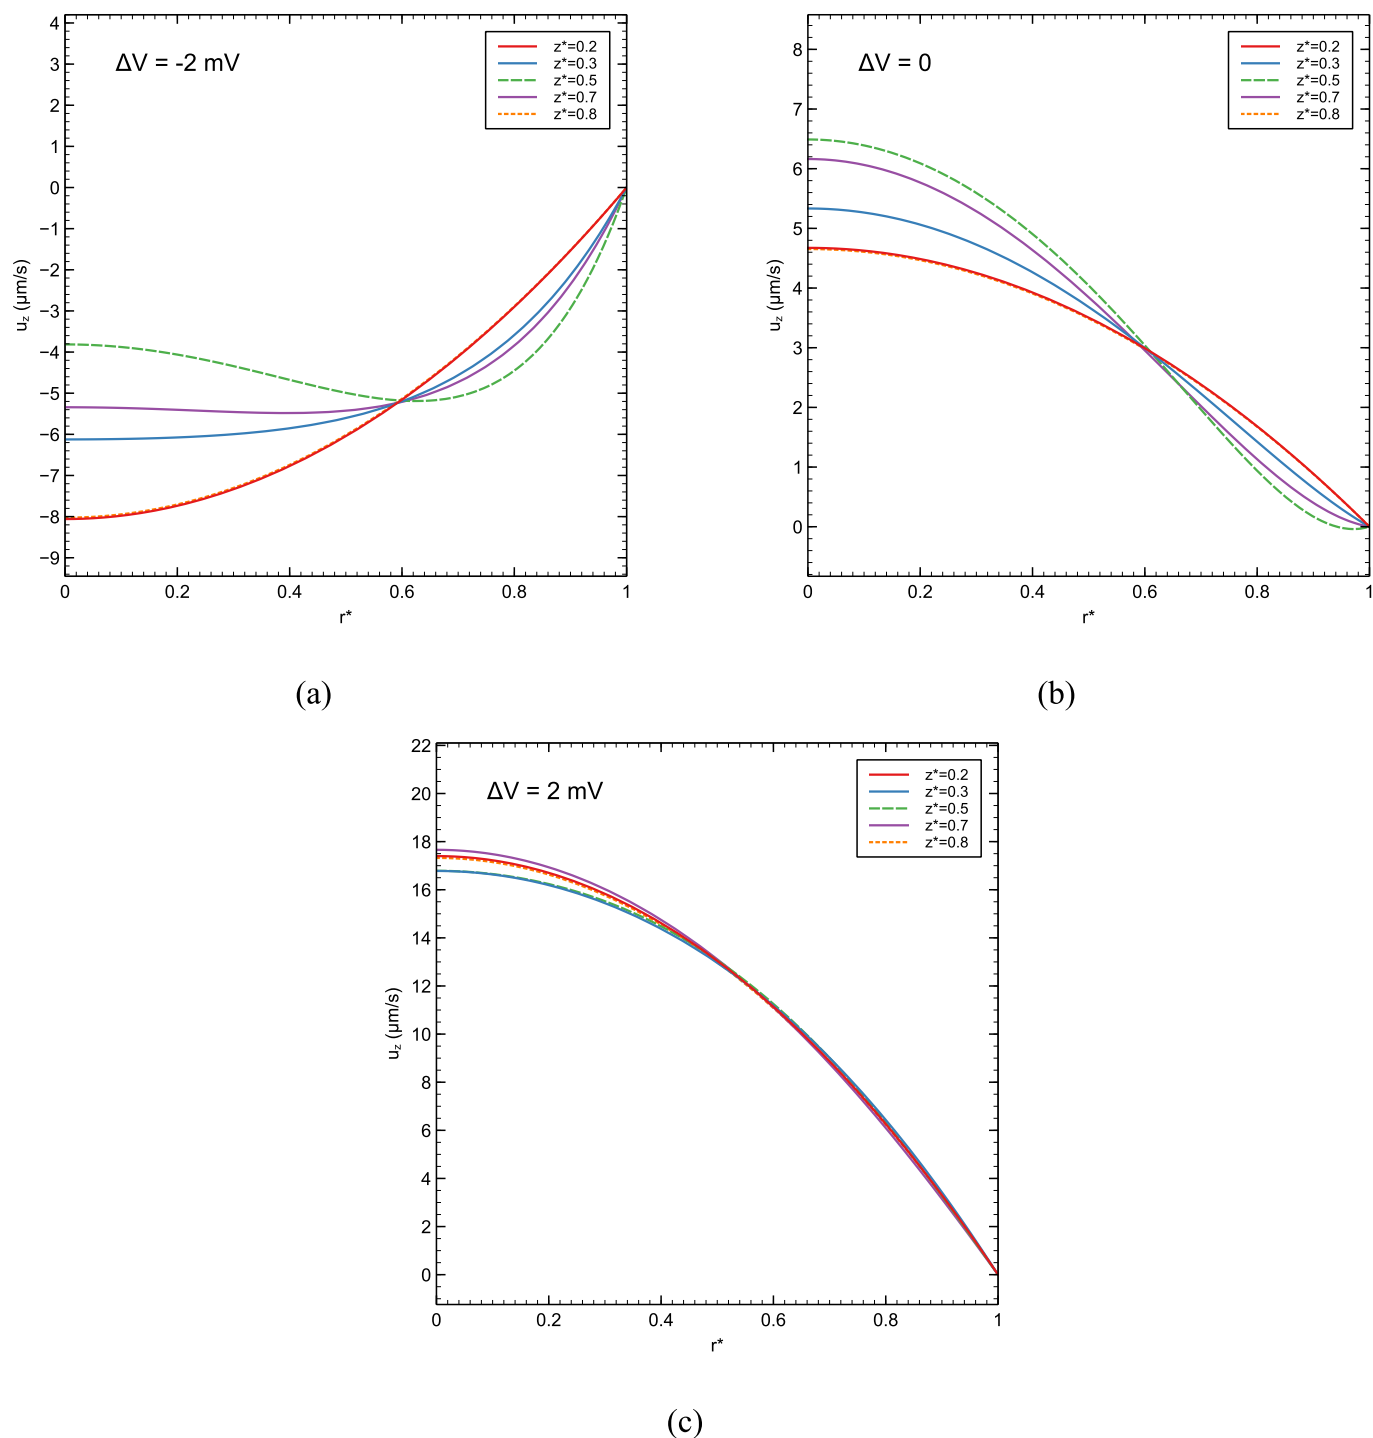 ΔV = -2 mV
z*=0.2
z*=0.3
z*=0.5
z*=0.7
z*=0.8
4
3
2
1
0
−1
−2
−3
−4
−5
−6
−7
−8
−9
u_z (μm/s)
0 0.2 0.4 0.6 0.8 1
r*
(a)
ΔV = 0
z*=0.2
z*=0.3
z*=0.5
z*=0.7
z*=0.8
8
7
6
5
4
3
2
1
0
u_z (μm/s)
0 0.2 0.4 0.6 0.8 1
r*
(b)
ΔV = 2 mV
z*=0.2
z*=0.3
z*=0.5
z*=0.7
z*=0.8
22
20
18
16
14
12
10
8
6
4
2
0
u_z (μm/s)
0 0.2 0.4 0.6 0.8 1
r*
(c)